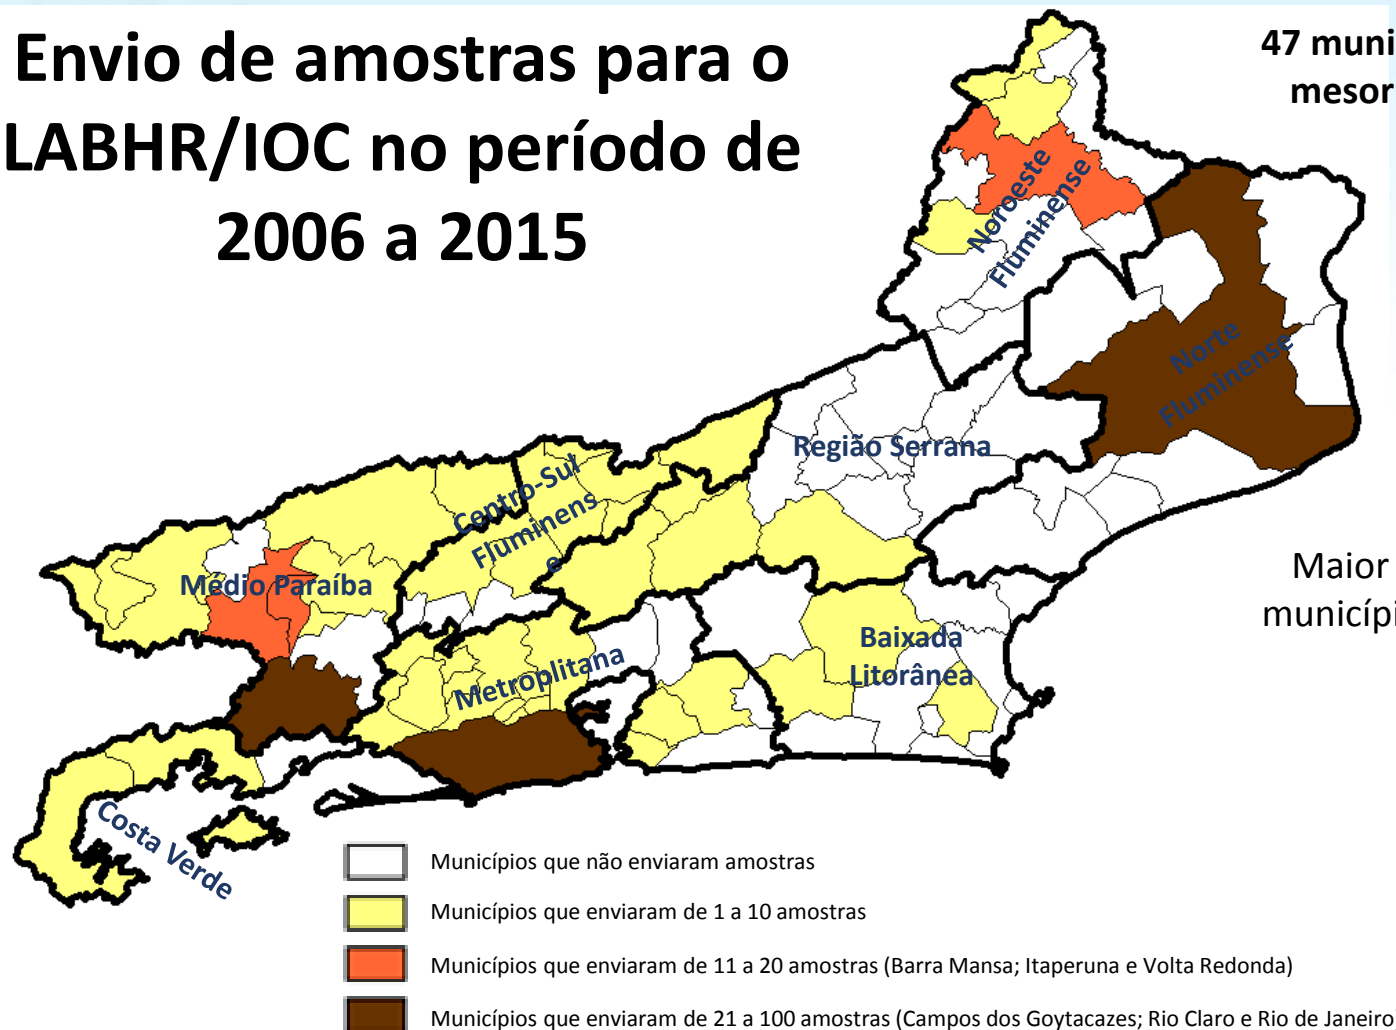 Envio de amostras para o
LABHR/IOC no período de
2006 a 2015
47 muni
mesor
Noroeste
Fluminense
Norte
Fluminense
Região Serrana
Centro-Sul
Fluminens
e
Médio Paraíba
Baixada
Litorânea
Metroplitana
Costa Verde
Maior
municípi
Municípios que não enviaram amostras
Municípios que enviaram de 1 a 10 amostras
Municípios que enviaram de 11 a 20 amostras (Barra Mansa; Itaperuna e Volta Redonda)
Municípios que enviaram de 21 a 100 amostras (Campos dos Goytacazes; Rio Claro e Rio de Janeiro